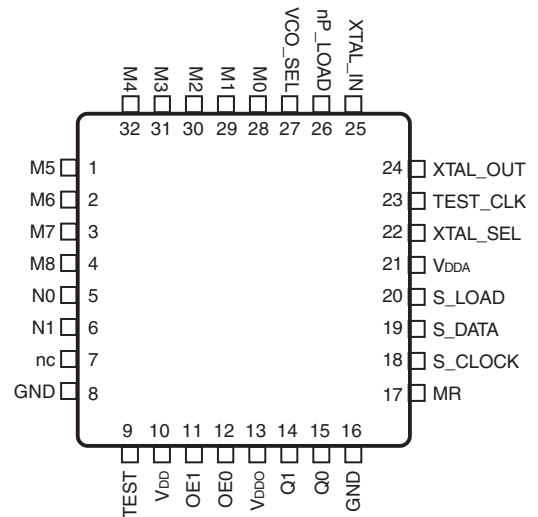 M4 M3 M2 M1 M0 VCO_SEL nP_LOAD XTAL_IN
32 31 30 29 28 27 26 25
M5 1 24 XTAL_OUT
M6 2 23 TEST_CLK
M7 3 22 XTAL_SEL
M8 4 21 VDDA
N0 5 20 S_LOAD
N1 6 19 S_DATA
nc 7 18 S_CLOCK
GND 8 17 MR
9 10 11 12 13 14 15 16
TEST VDD OE1 OE0 VDDO Q1 Q0 GND